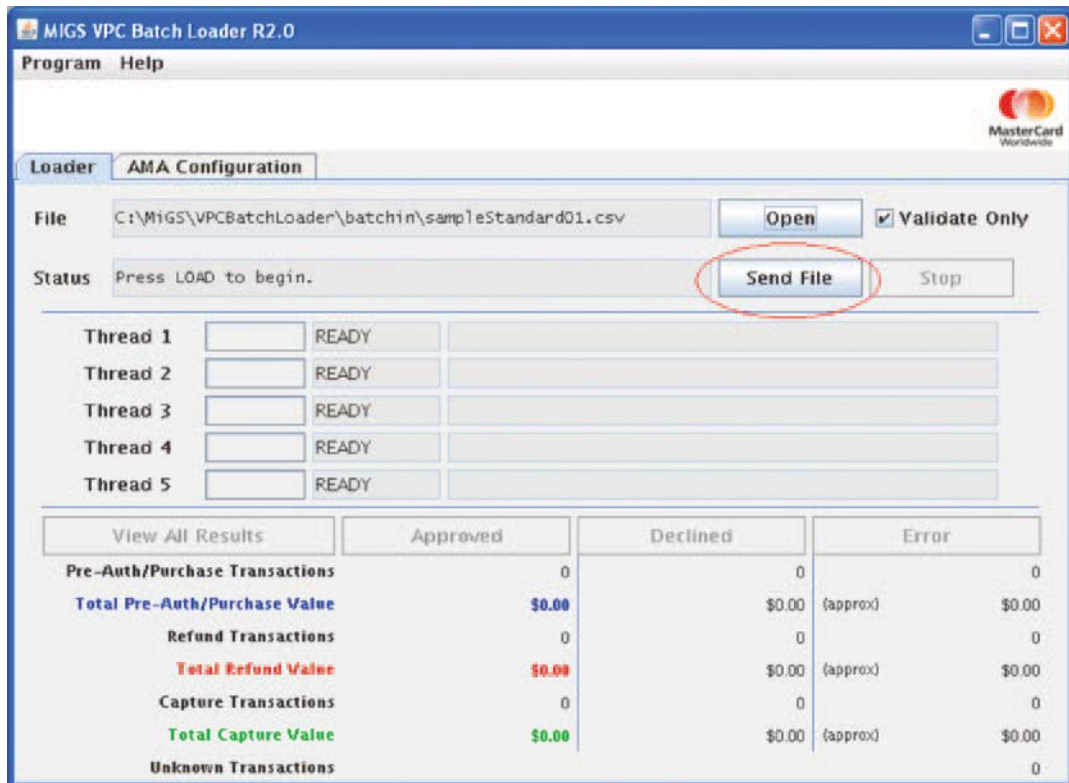 MIGS VPC Batch Loader R2.0
Program Help
MasterCard
Worldwide
Loader AMA Configuration
File C:\MiGS\VPCBatchLoader\batchin\sampleStandard01.csv Open Validate Only
Status Press LOAD to begin. Send File Stop
Thread 1 READY
Thread 2 READY
Thread 3 READY
Thread 4 READY
Thread 5 READY
View All Results Approved Declined Error
Pre-Auth/Purchase Transactions 0 0 0
Total Pre-Auth/Purchase Value $0.00 $0.00 (approx) $0.00
Refund Transactions 0 0 0
Total Refund Value $0.00 $0.00 (approx) $0.00
Capture Transactions 0 0 0
Total Capture Value $0.00 $0.00 (approx) $0.00
Unknown Transactions 0